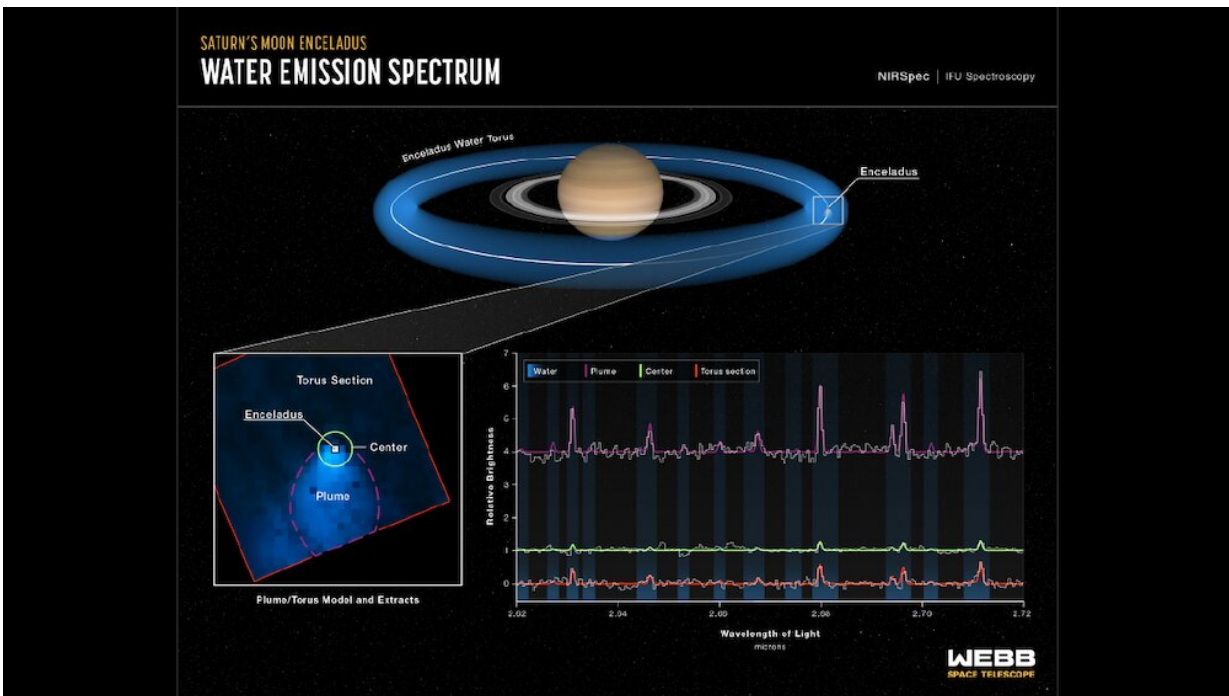 SATURN'S MOON ENCELADUS
WATER EMISSION SPECTRUM
NIRSpec | IFU Spectroscopy
Enceladus Water Torus
Enceladus
Torus Section
Enceladus
Center
Plume
Plume/Torus Model and Extracts
7
Water Plume Center Torus section
6
5
4
3
2
1
0
Relative Brightness
2.62 2.64 2.66 2.68 2.70 2.72
Wavelength of Light
microns
WEBB
SPACE TELESCOPE